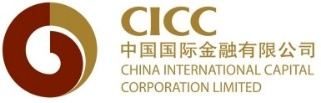 CICC
中国国际金融有限公司
CHINA INTERNATIONAL CAPITAL
CORPORATION LIMITED